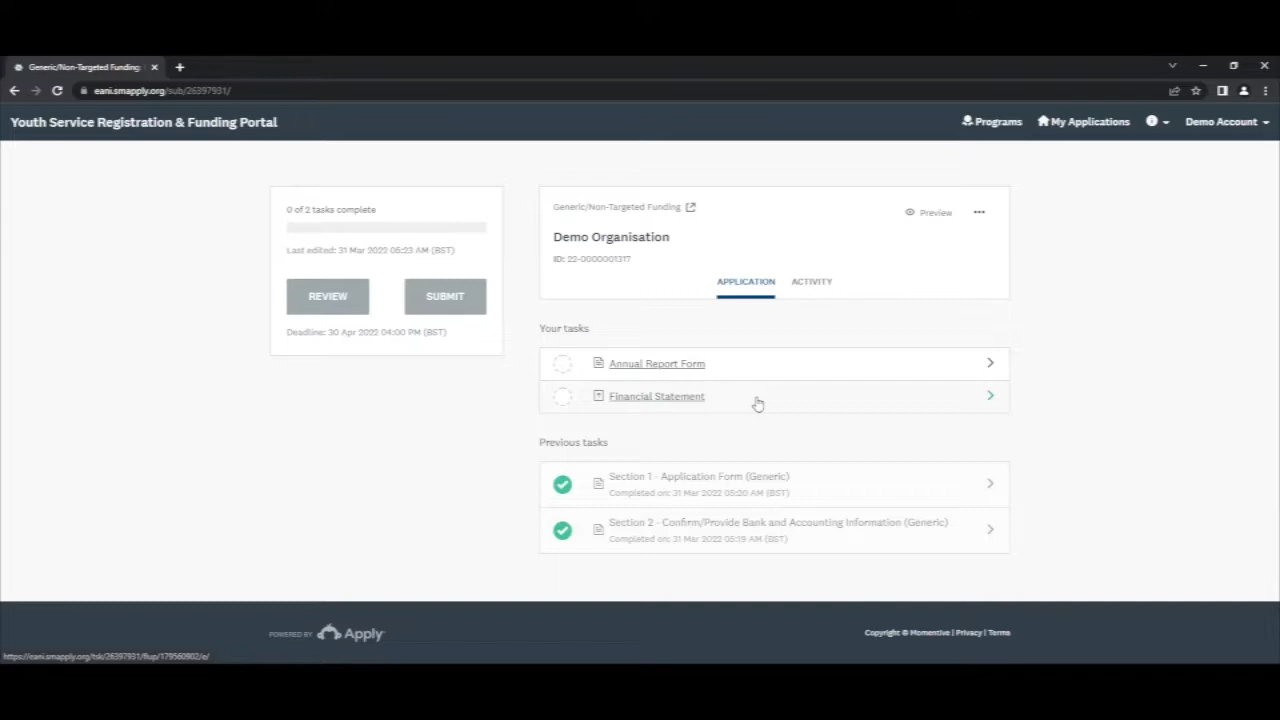 Generic/Non-Targeted Funding
eani.smapply.org/sub/26397931/
Youth Service Registration & Funding Portal
Programs
My Applications
Demo Account
0 of 2 tasks complete
Last edited: 31 Mar 2022 05:23 AM (BST)
REVIEW
SUBMIT
Deadline: 30 Apr 2022 04:00 PM (BST)
Generic/Non-Targeted Funding
Preview
Demo Organisation
ID: 22-0000001317
APPLICATION
ACTIVITY
Your tasks
Annual Report Form
Financial Statement
Previous tasks
Section 1 - Application Form (Generic)
Completed on: 31 Mar 2022 05:20 AM (BST)
Section 2 - Confirm/Provide Bank and Accounting Information (Generic)
Completed on: 31 Mar 2022 05:19 AM (BST)
POWERED BY
Apply
Copyright © Momentive | Privacy | Terms
https://eani.smapply.org/tsk/26397931/flup/179560902/e/